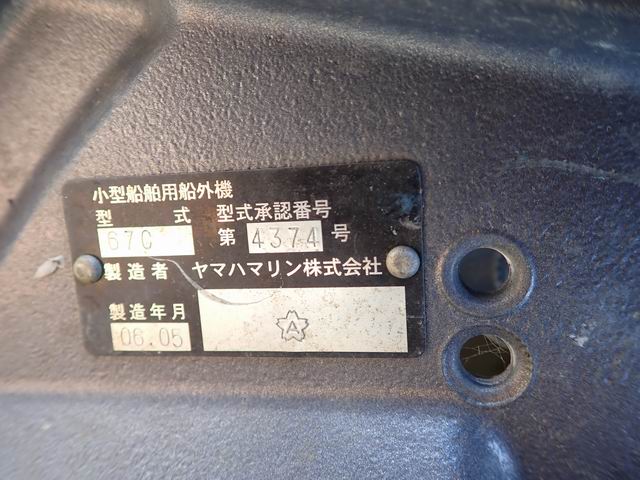 小型船舶用船外機
型式 型式承認番号
67C 第 4374 号
製造者 ヤマハマリン株式会社
製造年月
06.05
A